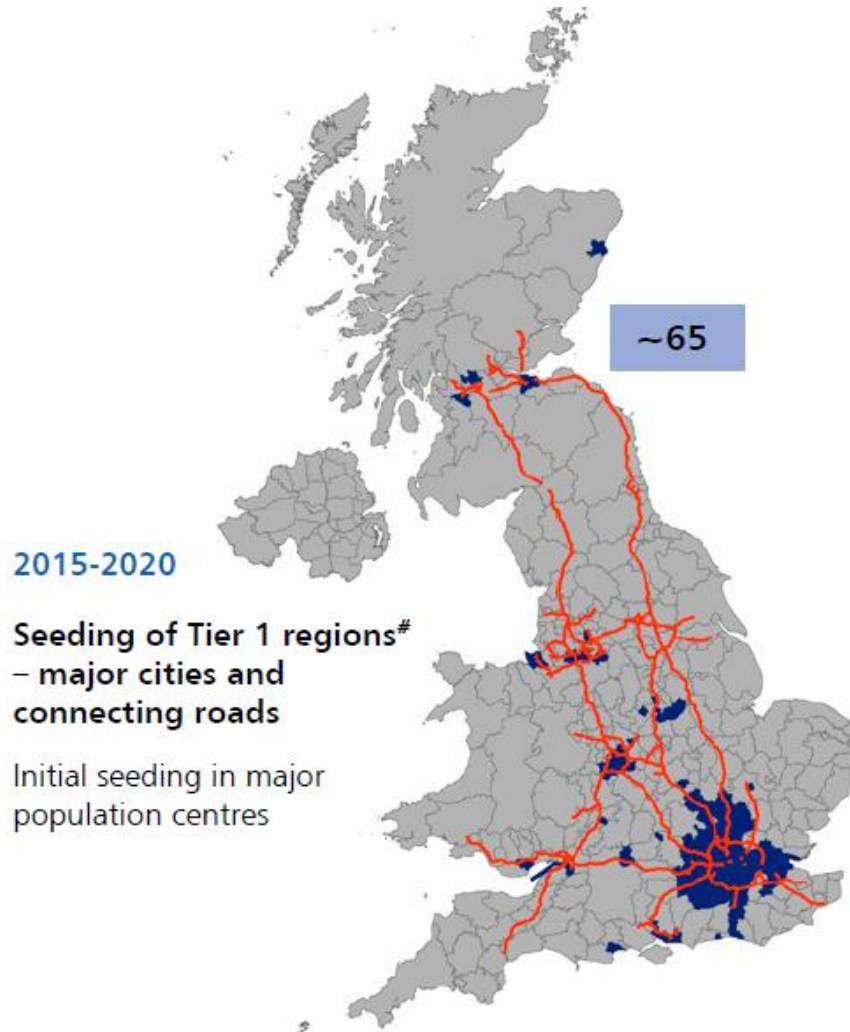 ~65
2015-2020
Seeding of Tier 1 regions#
– major cities and
connecting roads
Initial seeding in major
population centres